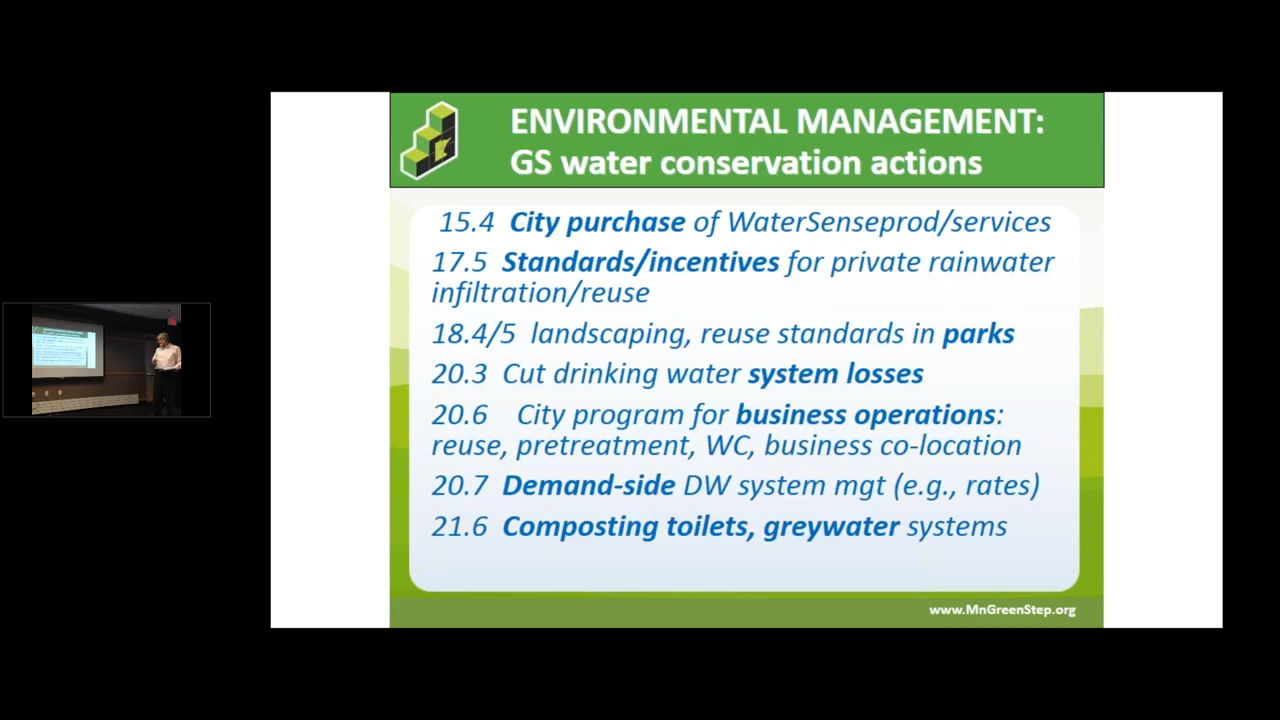 ENVIRONMENTAL MANAGEMENT:
GS water conservation actions
15.4 City purchase of WaterSenseprod/services
17.5 Standards/incentives for private rainwater
infiltration/reuse
18.4/5 landscaping, reuse standards in parks
20.3 Cut drinking water system losses
20.6 City program for business operations:
reuse, pretreatment, WC, business co-location
20.7 Demand-side DW system mgt (e.g., rates)
21.6 Composting toilets, greywater systems
www.MnGreenStep.org